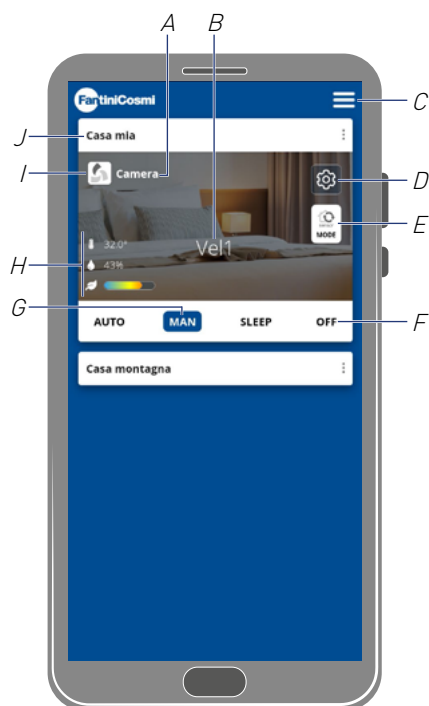 A B
FantiniCosmi
C
J
Casa mia
I
Camera
D
E
MODE
H
32.0°
Vel1
43%
G
AUTO MAN SLEEP OFF
F
Casa montagna